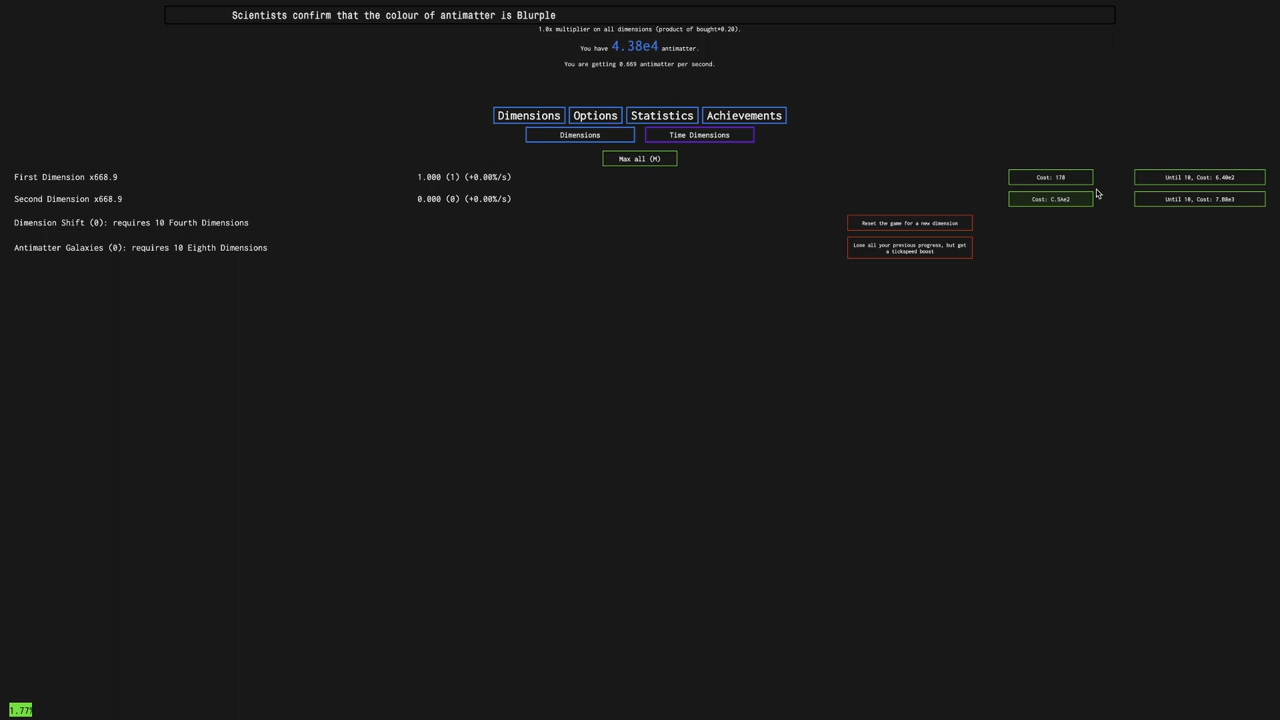 Scientists confirm that the colour of antimatter is Blurple
1.0x multiplier on all dimensions (product of bought*0.20).
You have 4.38e4 antimatter.
You are getting 0.669 antimatter per second.
Dimensions Options Statistics Achievements
Dimensions Time Dimensions
Max all (M)
First Dimension x668.9 1.000 (1) (+0.00%/s) Cost: 178 Until 10, Cost: 6.40e2
Second Dimension x668.9 0.000 (0) (+0.00%/s) Cost: C.5Ae2 Until 10, Cost: 7.B8e3
Dimension Shift (0): requires 10 Fourth Dimensions Reset the game for a new dimension
Antimatter Galaxies (0): requires 10 Eighth Dimensions Lose all your previous progress, but get
a tickspeed boost
1.77%